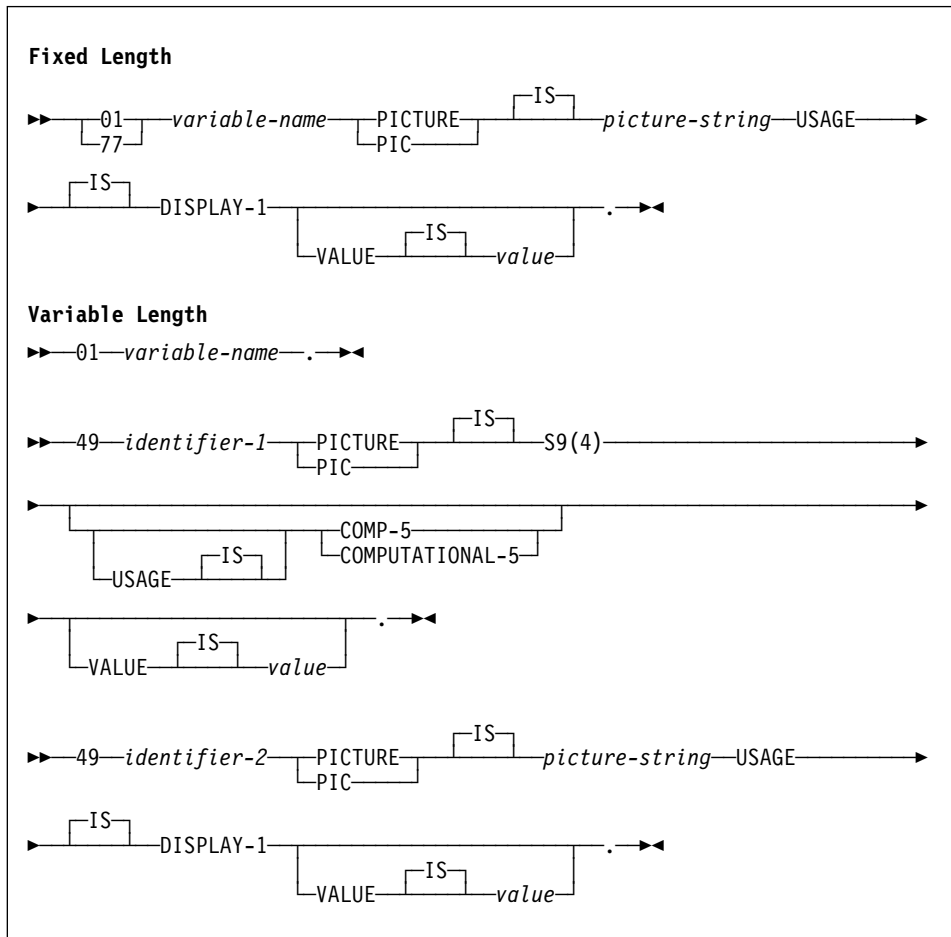 Fixed Length
IS
01 variable-name PICTURE picture-string USAGE
77 PIC
IS
DISPLAY-1 .
IS
VALUE value
Variable Length
01 variable-name .
IS
49 identifier-1 PICTURE S9(4)
PIC
COMP-5
IS COMPUTATIONAL-5
USAGE
.
IS
VALUE value
IS
49 identifier-2 PICTURE picture-string USAGE
PIC
IS
DISPLAY-1 .
IS
VALUE value